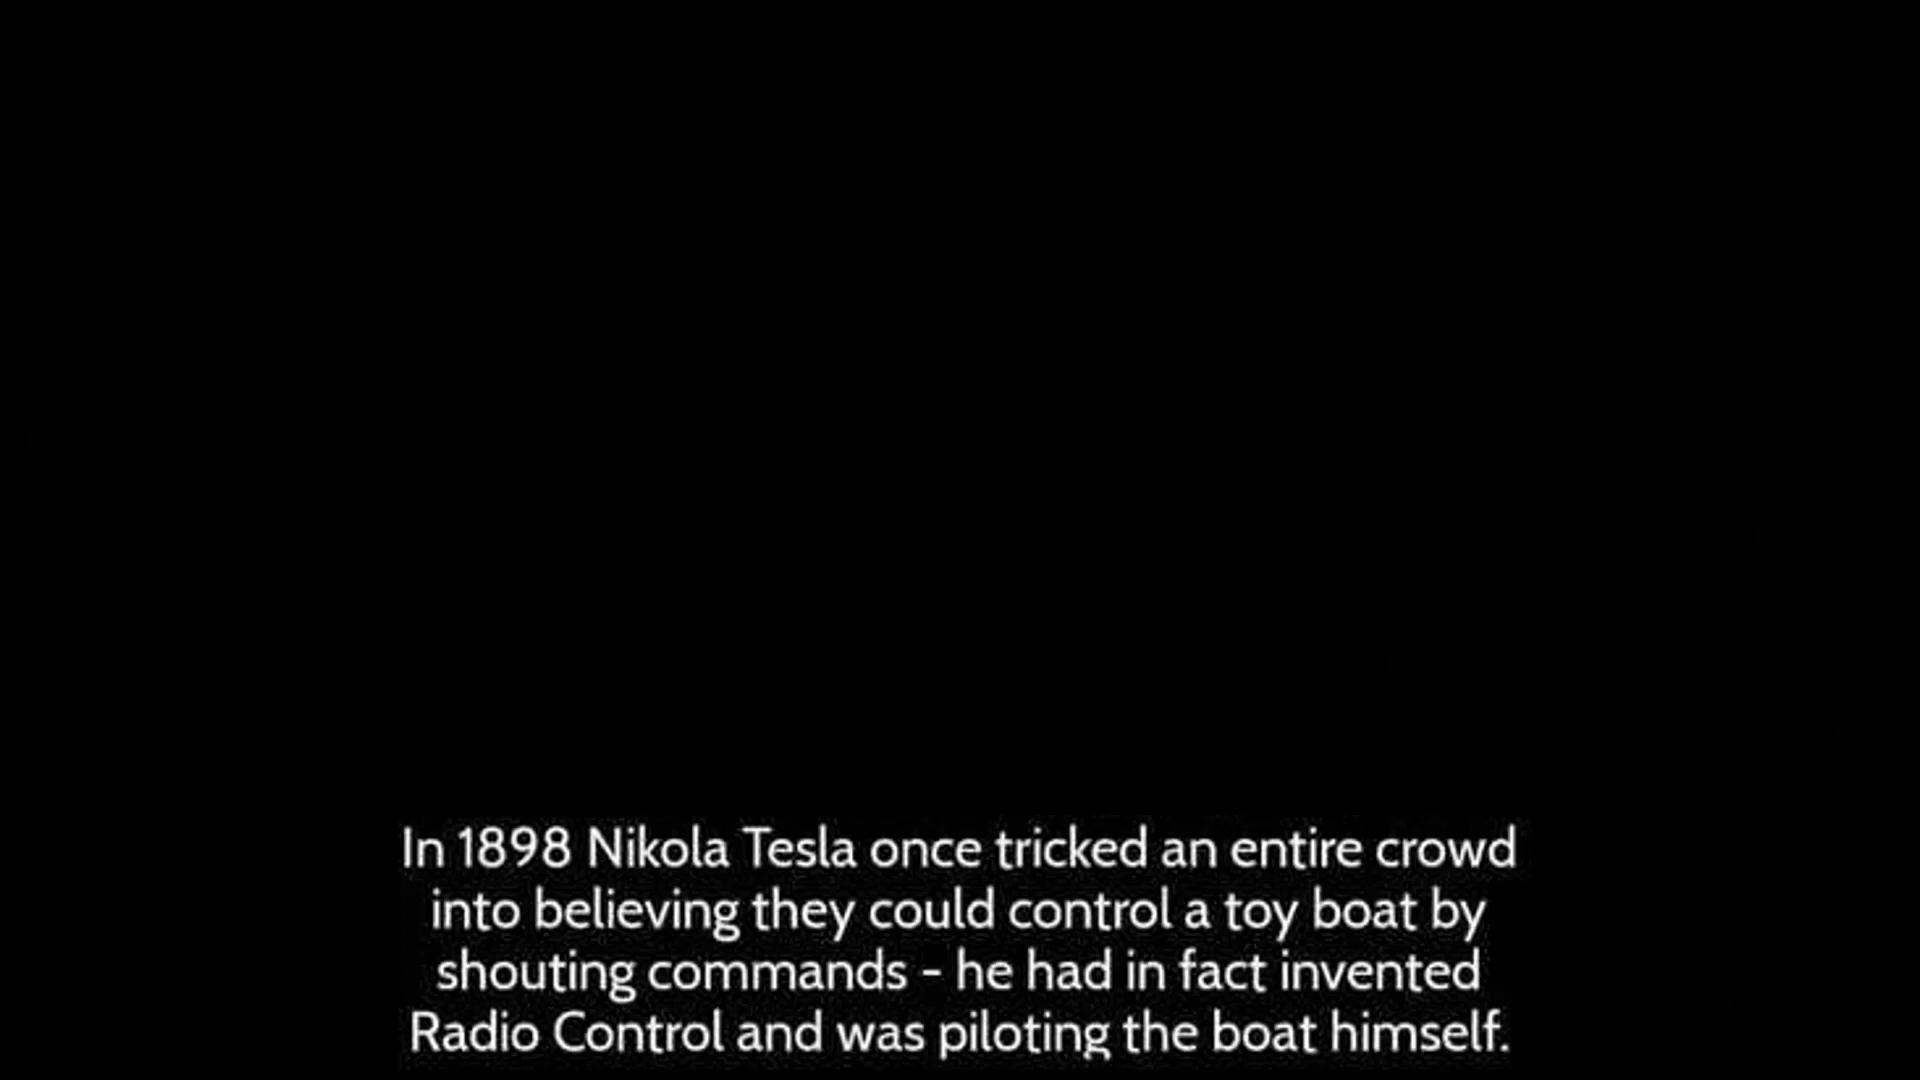 In 1898 Nikola Tesla once tricked an entire crowd
into believing they could control a toy boat by
shouting commands - he had in fact invented
Radio Control and was piloting the boat himself.